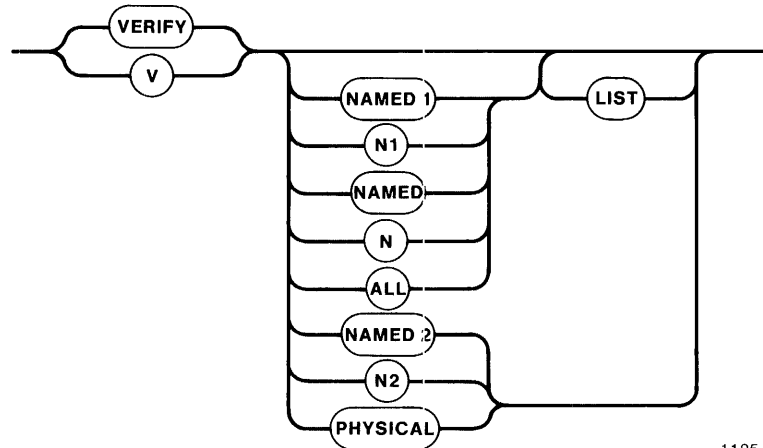 VERIFY
V
NAMED 1
LIST
N1
NAMED
N
ALL
NAMED 2
N2
PHYSICAL